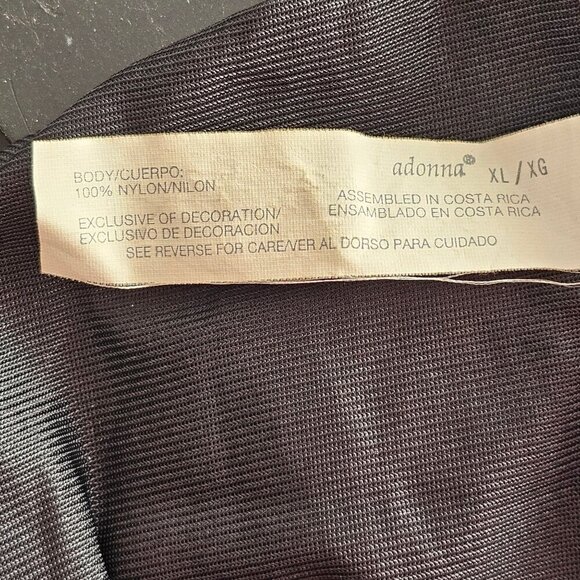 BODY/CUERPO:
100% NYLON/NILON
EXCLUSIVE OF DECORATION/
EXCLUSIVO DE DECORACION
adonna® XL/XG
ASSEMBLED IN COSTA RICA
ENSAMBLADO EN COSTA RICA
SEE REVERSE FOR CARE/VER AL DORSO PARA CUIDADO